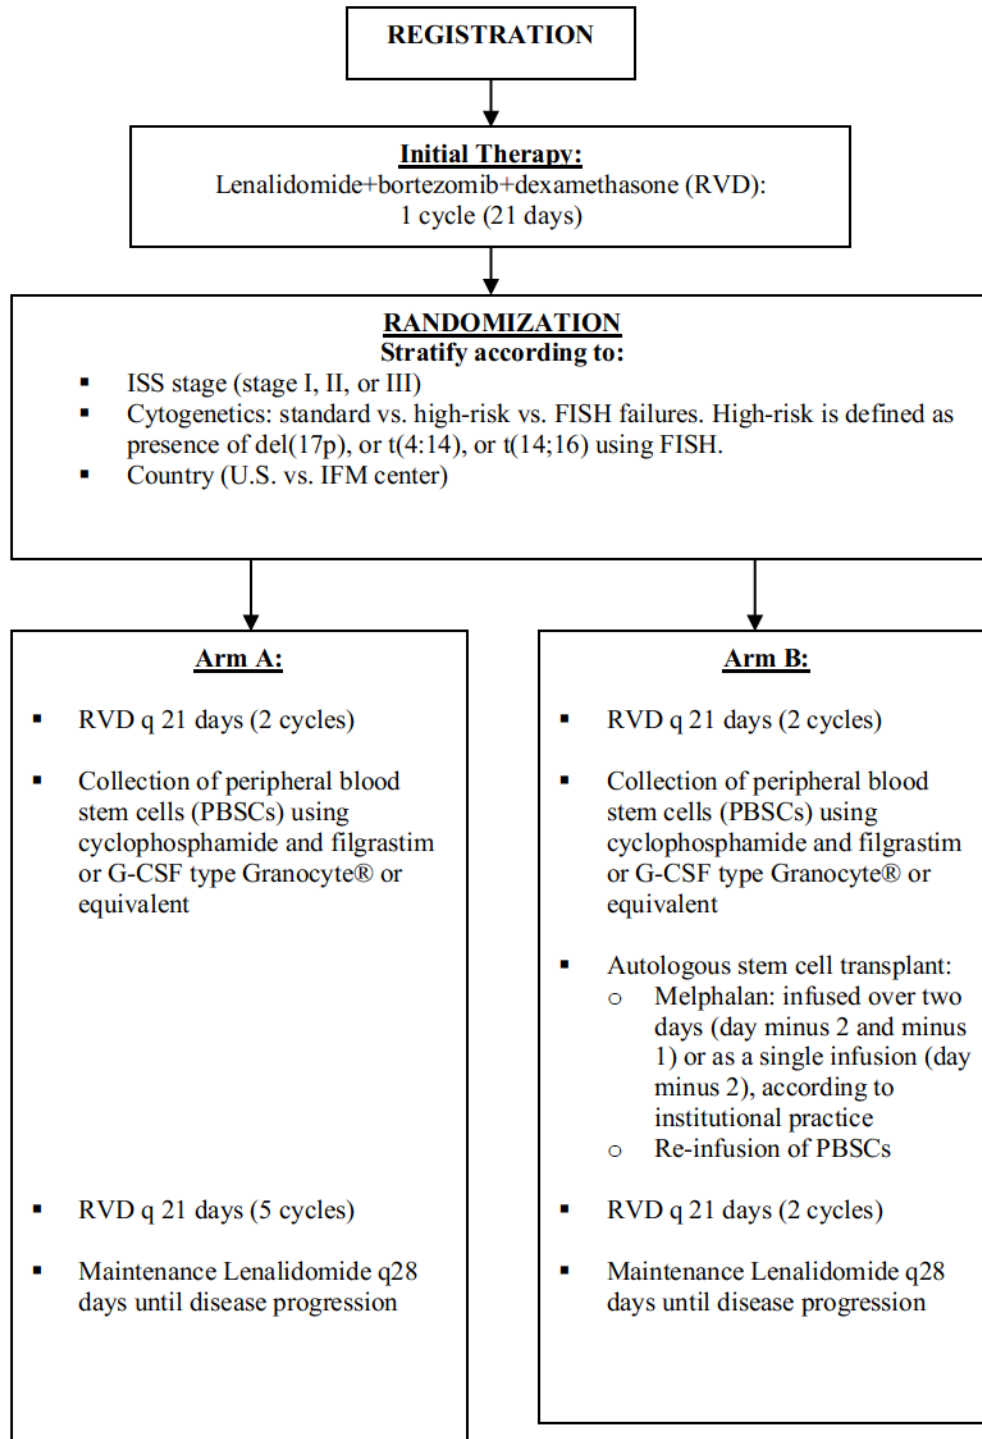 REGISTRATION
Initial Therapy:
Lenalidomide+bortezomib+dexamethasone (RVD):
1 cycle (21 days)
RANDOMIZATION
Stratify according to:
▪ ISS stage (stage I, II, or III)
▪ Cytogenetics: standard vs. high-risk vs. FISH failures. High-risk is defined as
presence of del(17p), or t(4:14), or t(14;16) using FISH.
▪ Country (U.S. vs. IFM center)
Arm A:
▪ RVD q 21 days (2 cycles)
▪ Collection of peripheral blood
stem cells (PBSCs) using
cyclophosphamide and filgrastim
or G-CSF type Granocyte® or
equivalent
▪ RVD q 21 days (5 cycles)
▪ Maintenance Lenalidomide q28
days until disease progression
Arm B:
▪ RVD q 21 days (2 cycles)
▪ Collection of peripheral blood
stem cells (PBSCs) using
cyclophosphamide and filgrastim
or G-CSF type Granocyte® or
equivalent
▪ Autologous stem cell transplant:
o Melphalan: infused over two
days (day minus 2 and minus
1) or as a single infusion (day
minus 2), according to
institutional practice
o Re-infusion of PBSCs
▪ RVD q 21 days (2 cycles)
▪ Maintenance Lenalidomide q28
days until disease progression